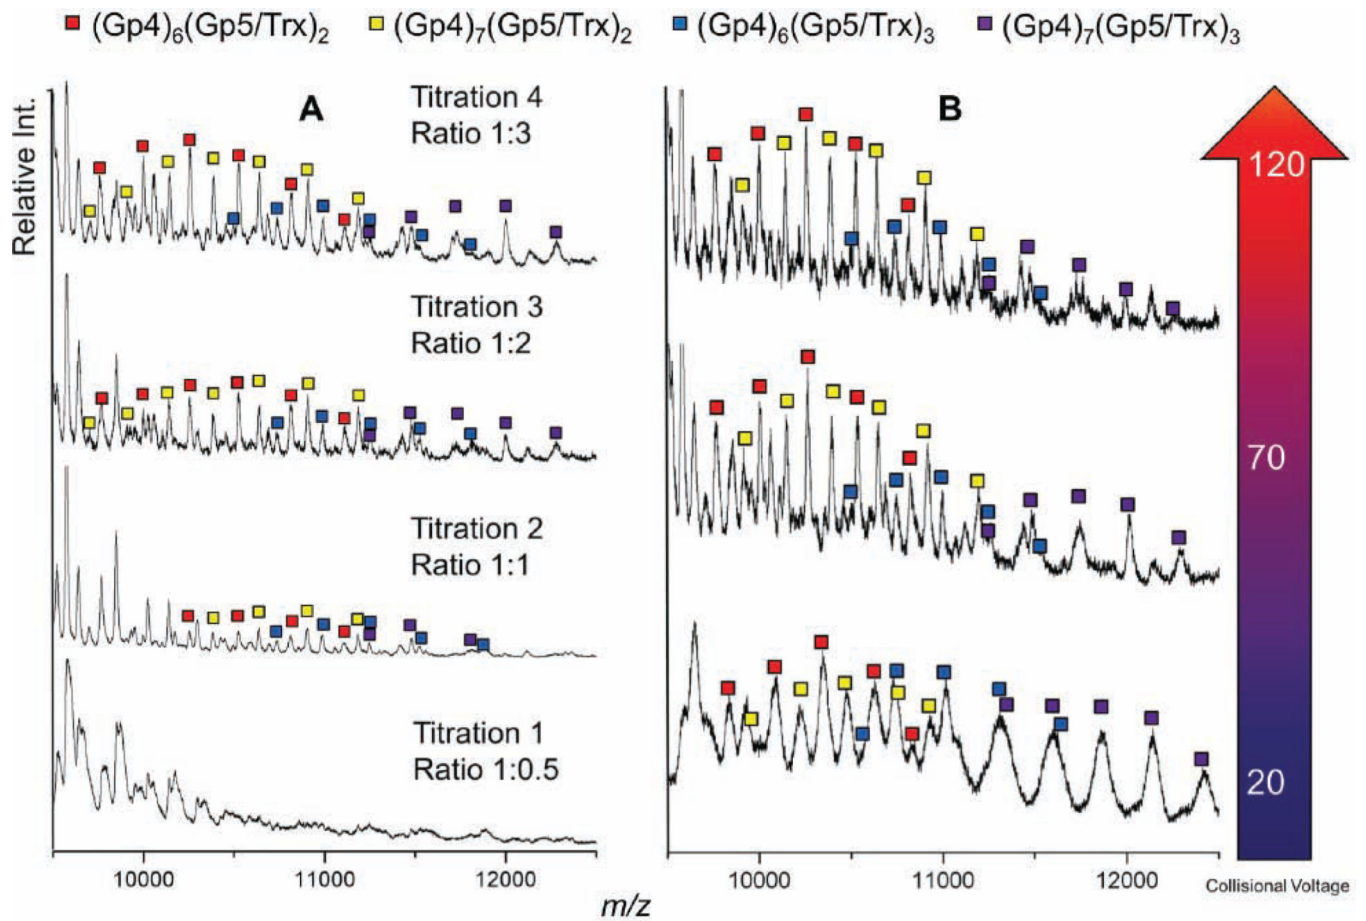 (Gp4)6(Gp5/Trx)2 (Gp4)7(Gp5/Trx)2 (Gp4)6(Gp5/Trx)3 (Gp4)7(Gp5/Trx)3
Relative Int.
A
Titration 4
Ratio 1:3
Titration 3
Ratio 1:2
Titration 2
Ratio 1:1
Titration 1
Ratio 1:0.5
10000 11000 12000
B
10000 11000 12000
m/z
120
70
20
Collisional Voltage